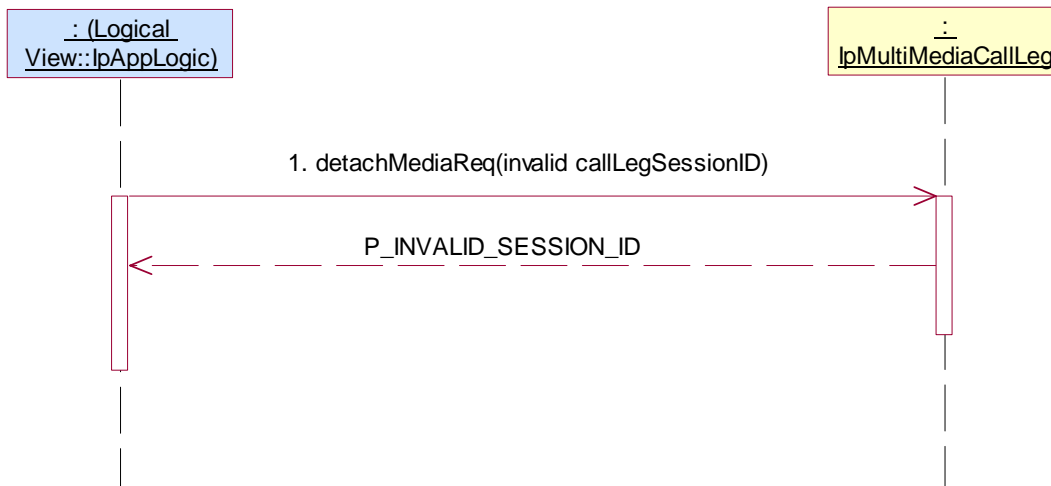 : (Logical
View::IpAppLogic)
:
IpMultiMediaCallLeg
1. detachMediaReq(invalid callLegSessionID)
P_INVALID_SESSION_ID